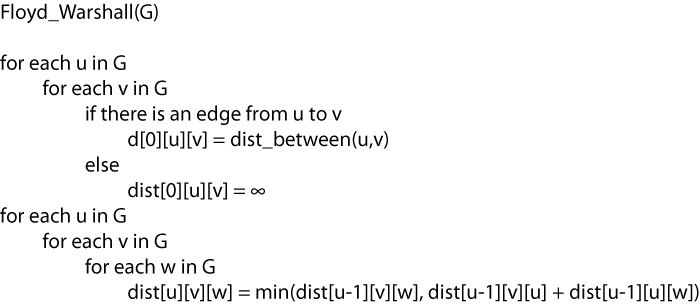 Floyd_Warshall(G)
for each u in G
for each v in G
if there is an edge from u to v
d[0][u][v] = dist_between(u,v)
else
dist[0][u][v] = ∞
for each u in G
for each v in G
for each w in G
dist[u][v][w] = min(dist[u-1][v][w], dist[u-1][v][u] + dist[u-1][u][w])